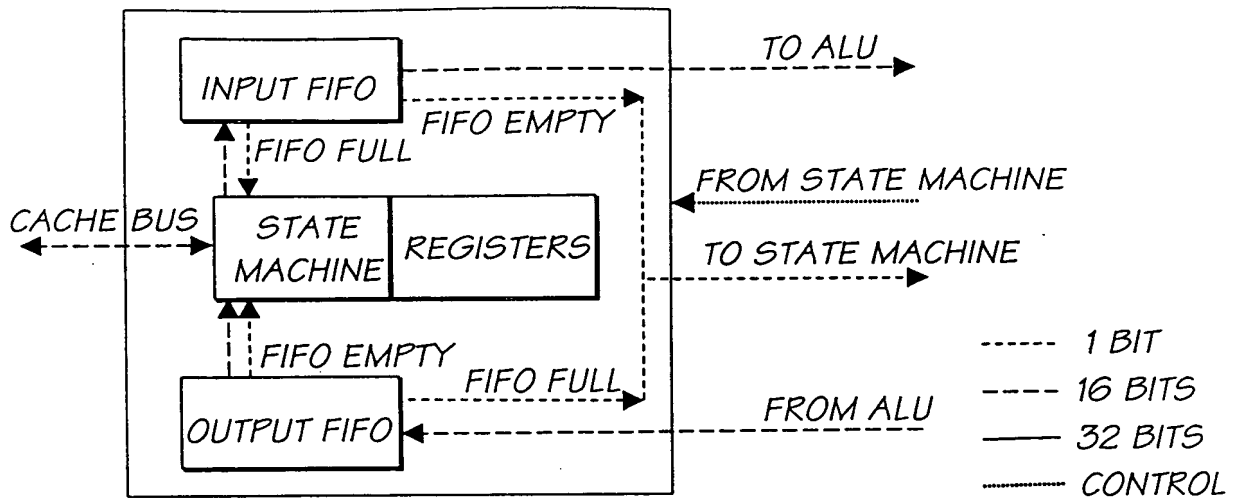 TO ALU
INPUT FIFO
FIFO EMPTY
FIFO FULL
FROM STATE MACHINE
CACHE BUS
STATE
MACHINE
REGISTERS
TO STATE MACHINE
FIFO EMPTY
FIFO FULL
OUTPUT FIFO
FROM ALU
1 BIT
16 BITS
32 BITS
CONTROL